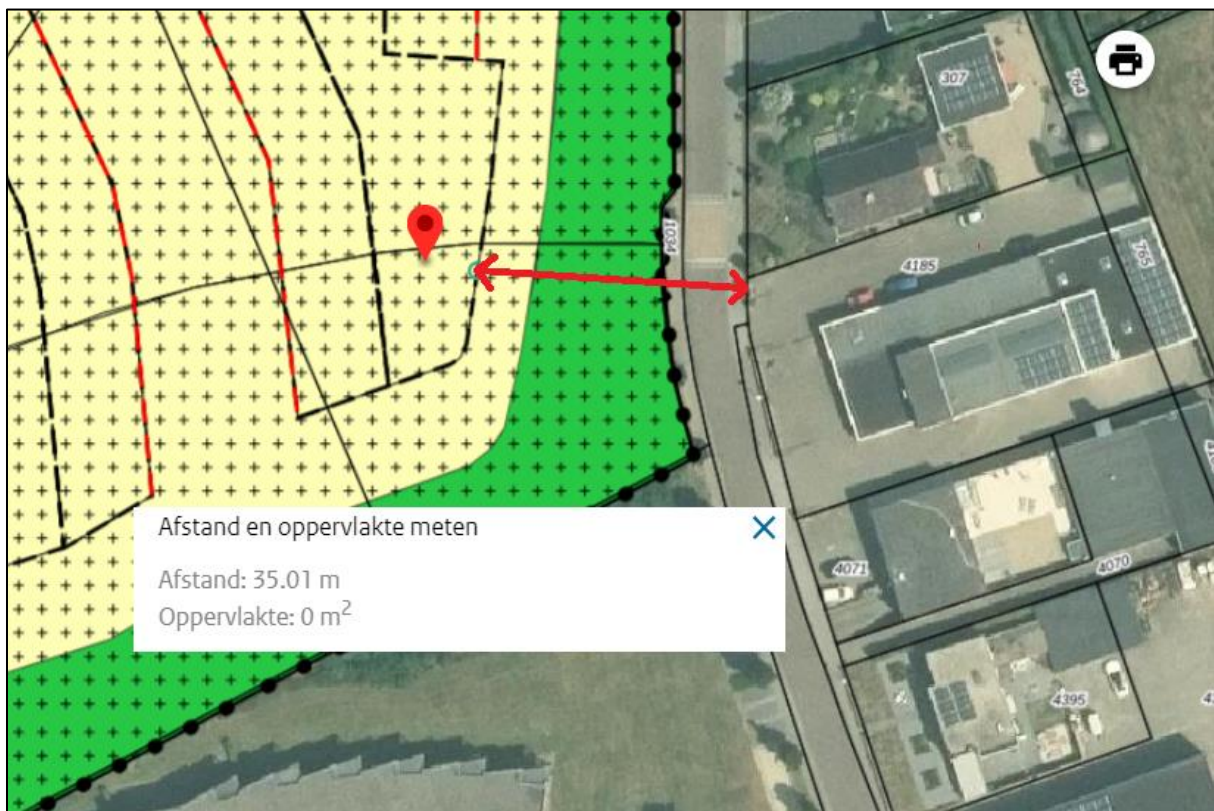 307
764
1034
4185
765
Afstand en oppervlakte meten
Afstand: 35.01 m
Oppervlakte: 0 m²
4071
4070
4395